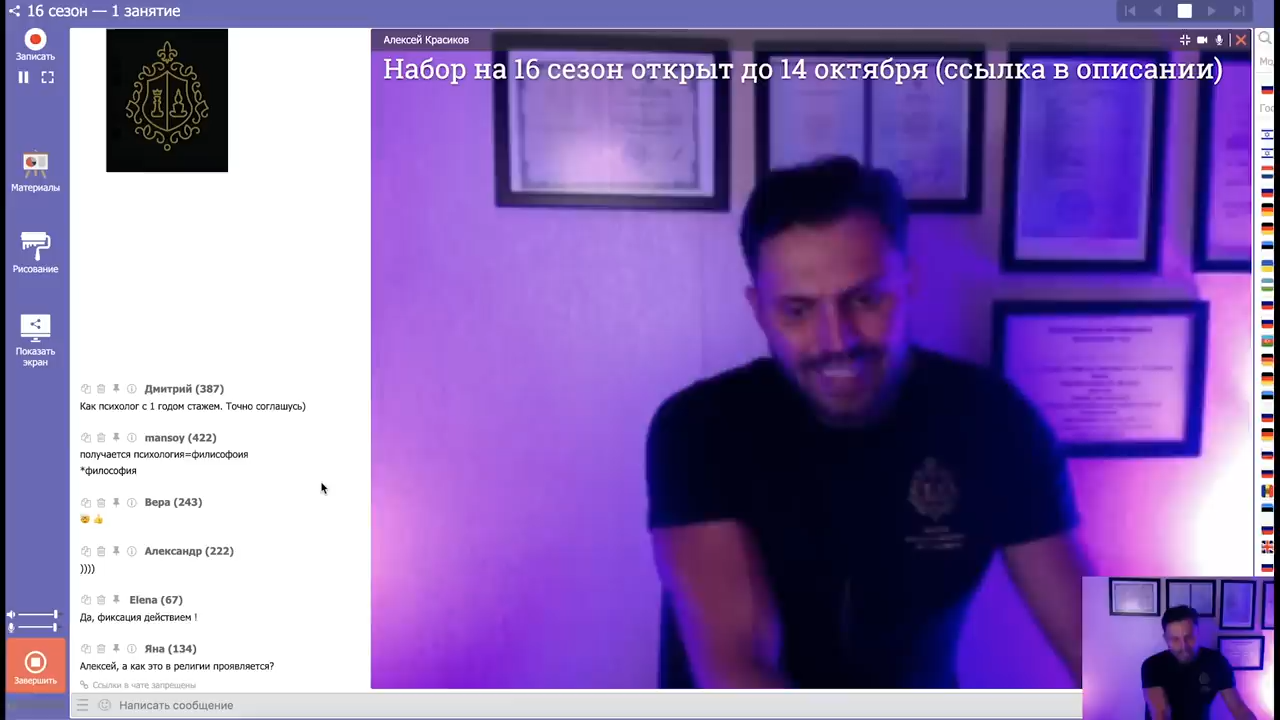 16 сезон — 1 занятие
Записать
Материалы
Рисование
Показать
экран
Завершить
Дмитрий (387)
Как психолог с 1 годом стажем. Точно соглашусь)
mansoy (422)
получается психология=филисофоия
*философия
Вера (243)
Александр (222)
))))
Elena (67)
Да, фиксация действием !
Яна (134)
Алексей, а как это в религии проявляется?
Ссылки в чате запрещены
Написать сообщение
Алексей Красиков
Набор на 16 сезон открыт до 14 октября (ссылка в описании)